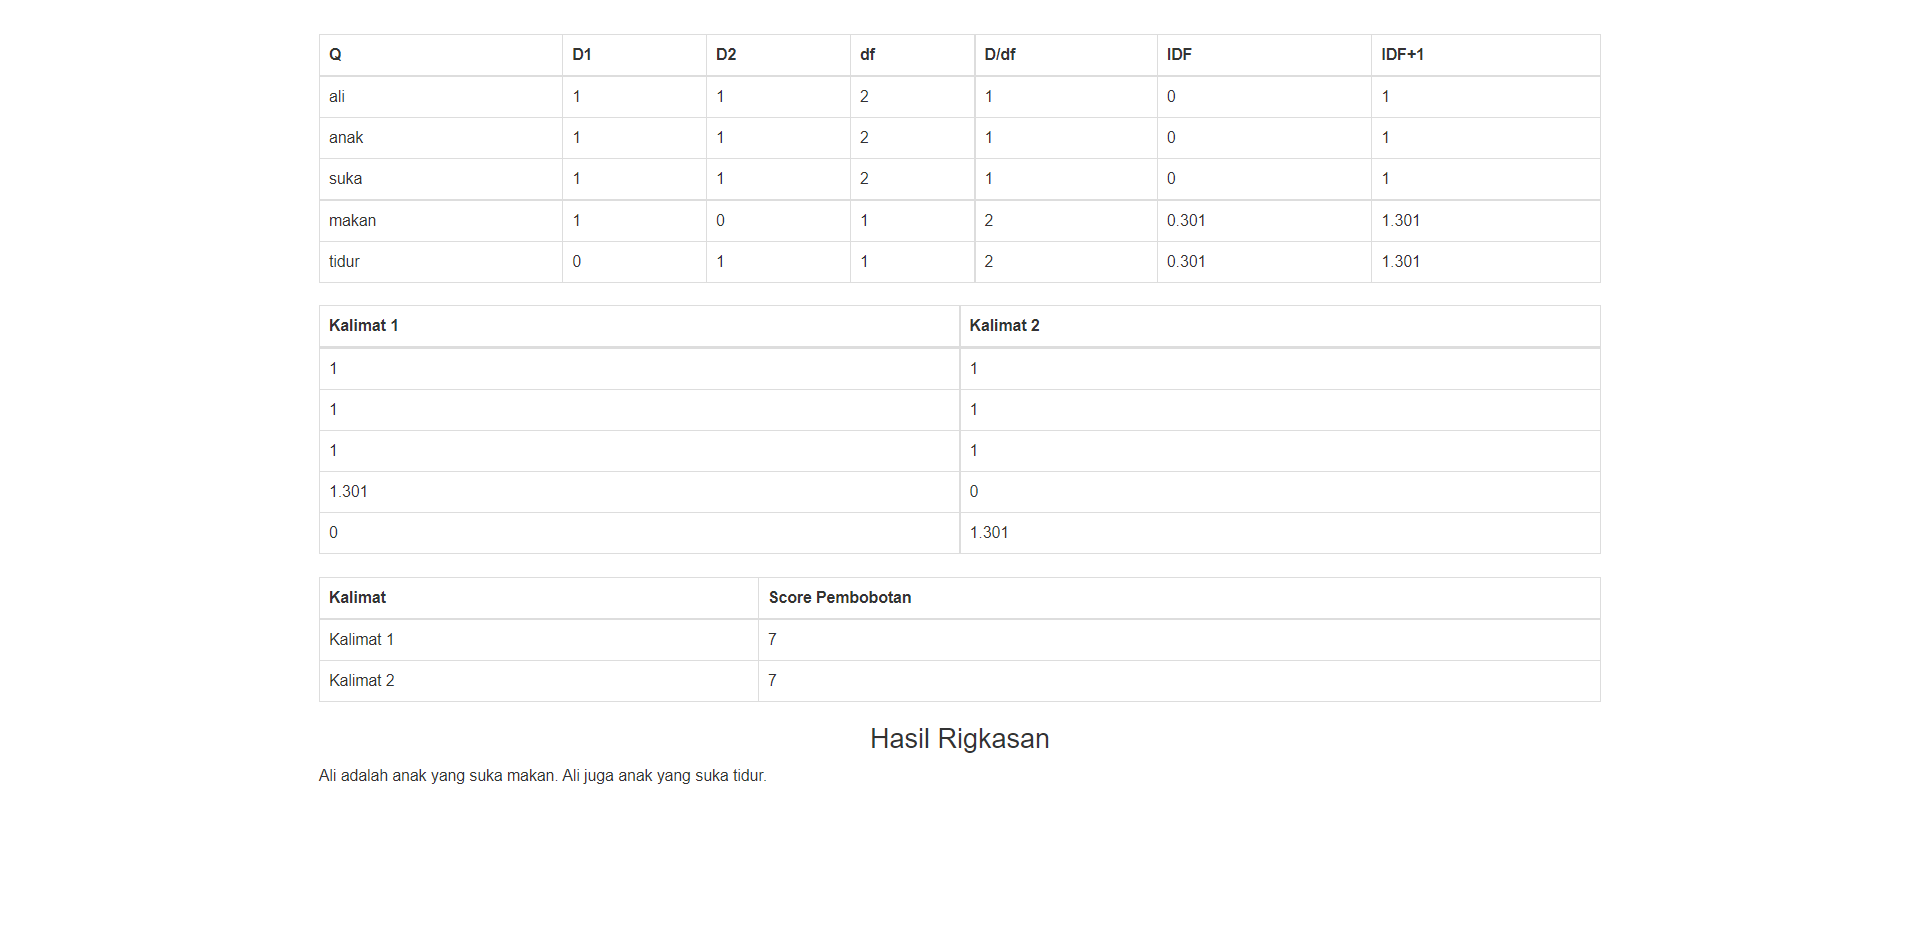 Q D1 D2 df D/df IDF IDF+1
ali 1 1 2 1 0 1
anak 1 1 2 1 0 1
suka 1 1 2 1 0 1
makan 1 0 1 2 0.301 1.301
tidur 0 1 1 2 0.301 1.301
Kalimat 1 Kalimat 2
1 1
1 1
1 1
1.301 0
0 1.301
Kalimat Score Pembobotan
Kalimat 1 7
Kalimat 2 7
Hasil Rigkasan
Ali adalah anak yang suka makan. Ali juga anak yang suka tidur.